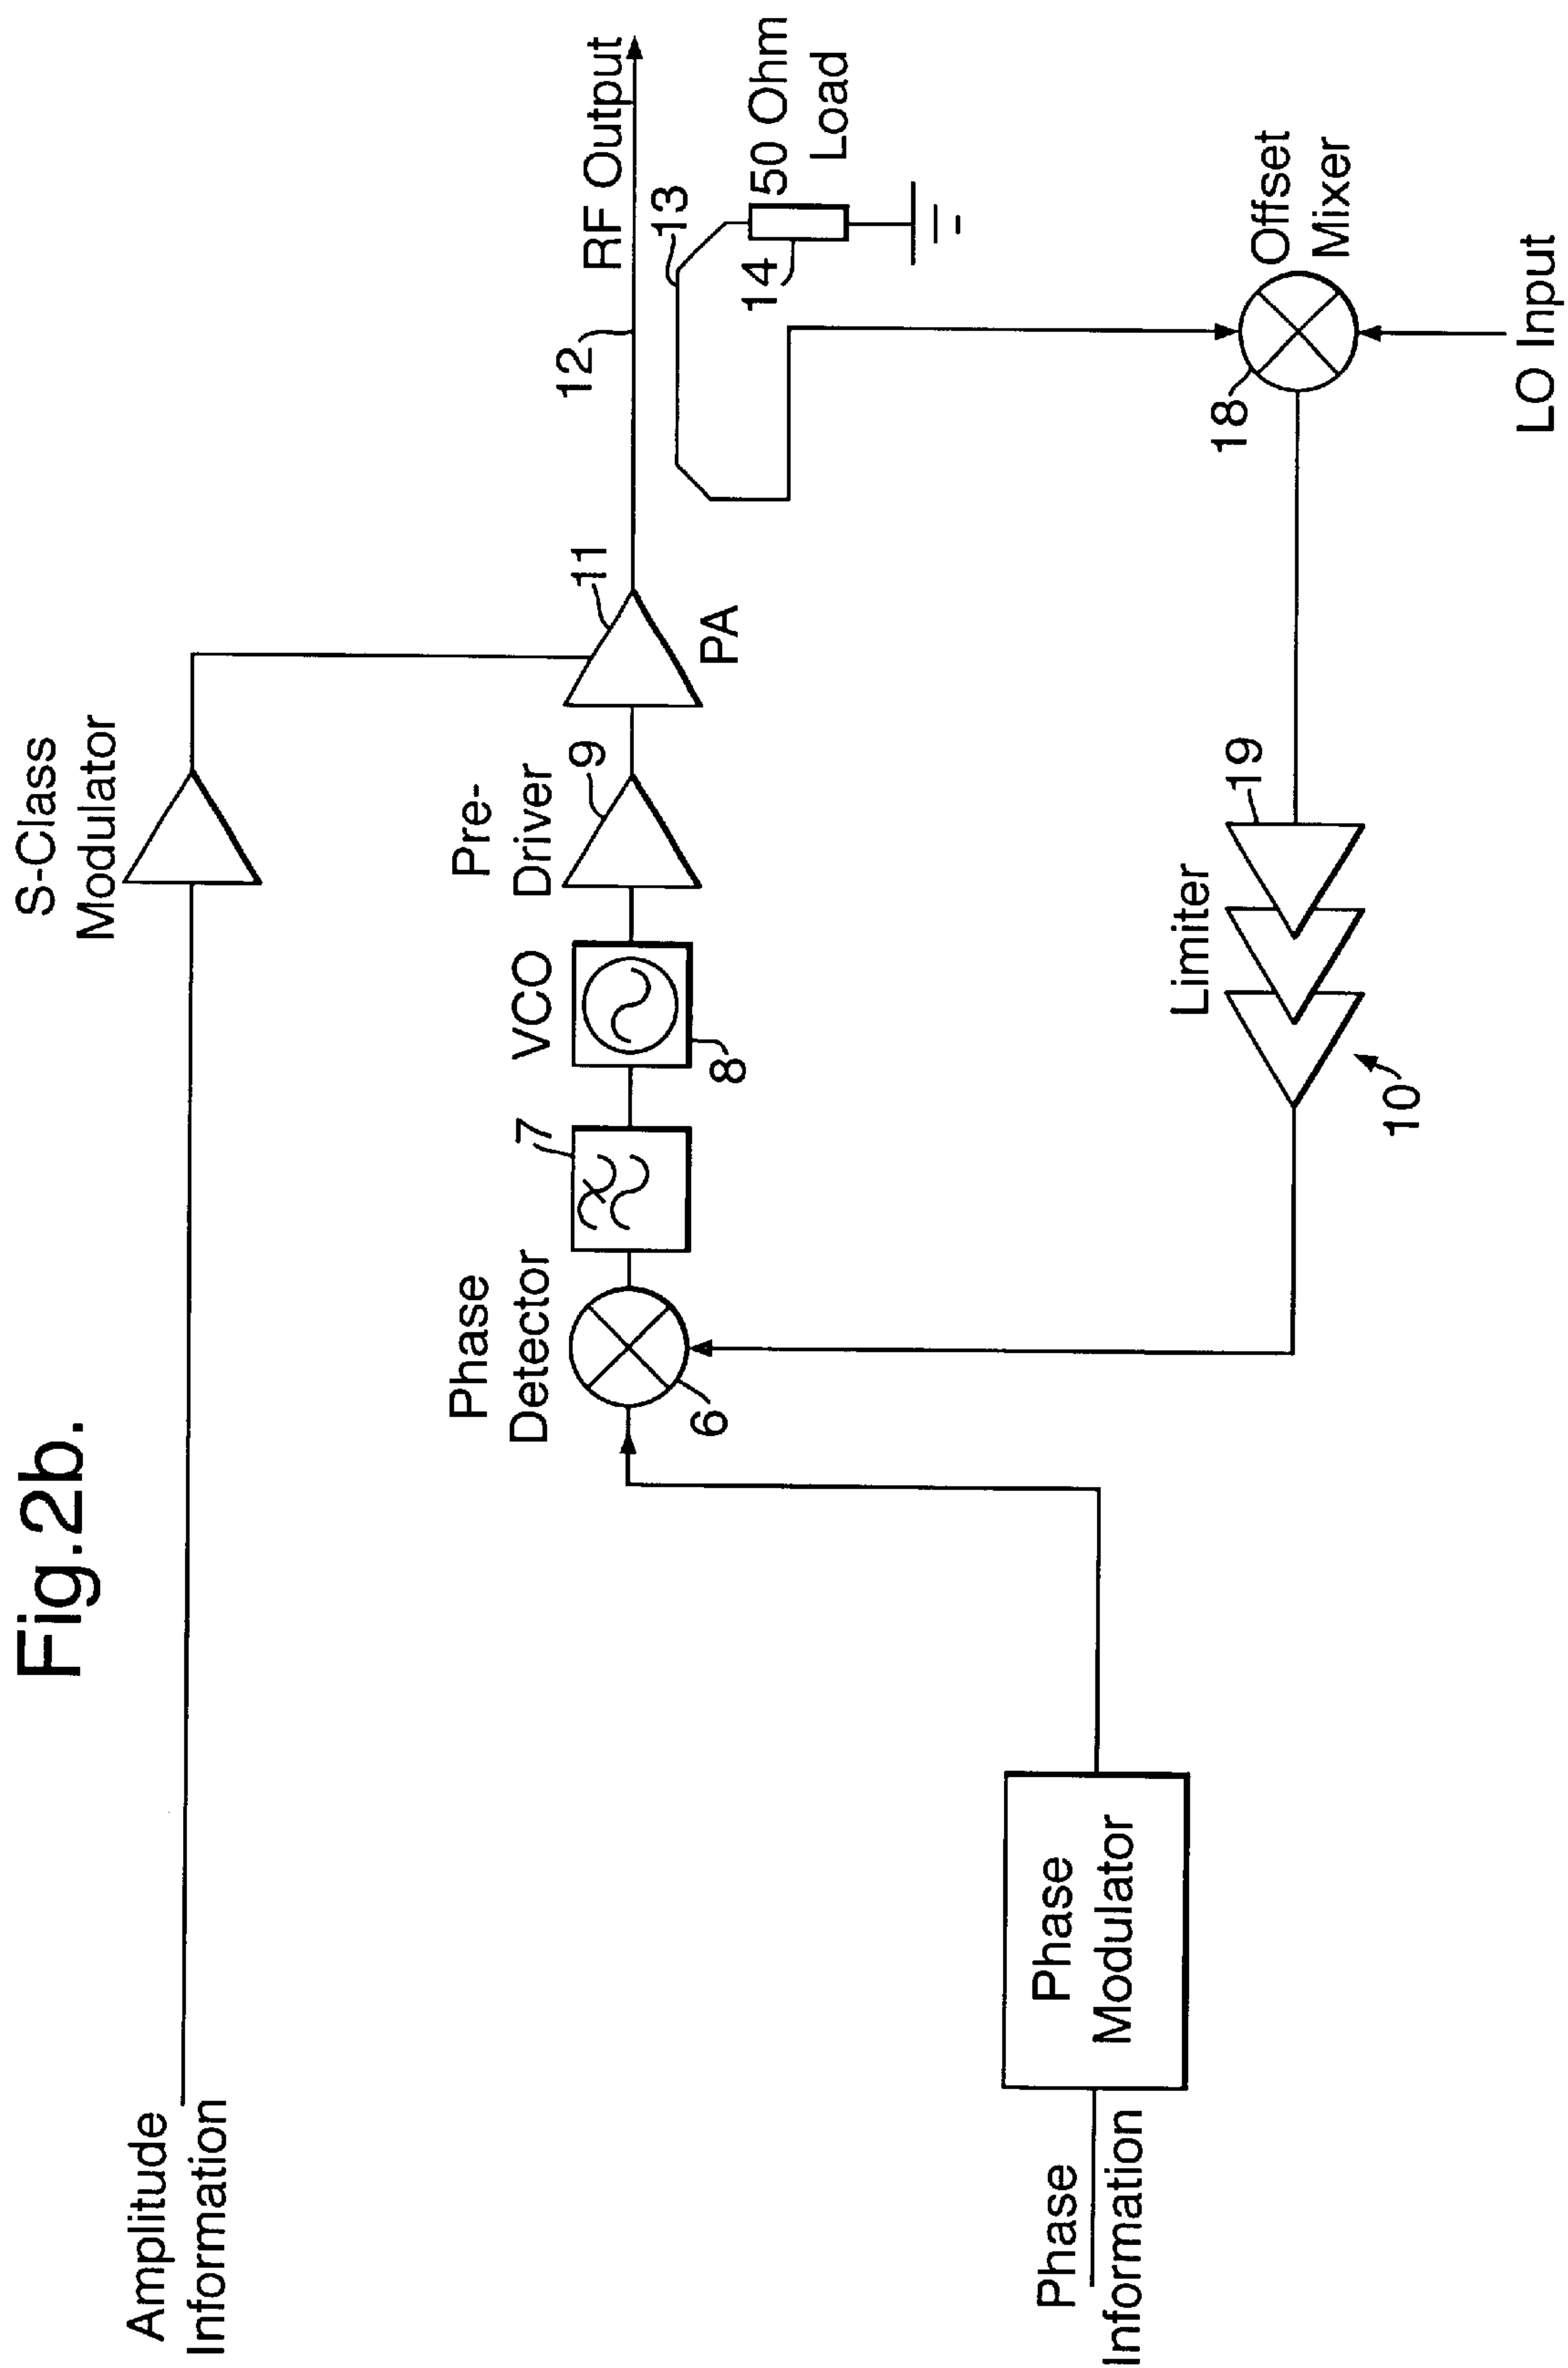 Fig.2b.
Amplitude
Information
S-Class
Modulator
Phase
Detector
6
7
VCO
8
Pre-
Driver
9
11
PA
12
RF Output
13
14
50 Ohm
Load
Phase
Information
Phase
Modulator
Limiter
10
19
18
Offset
Mixer
LO Input